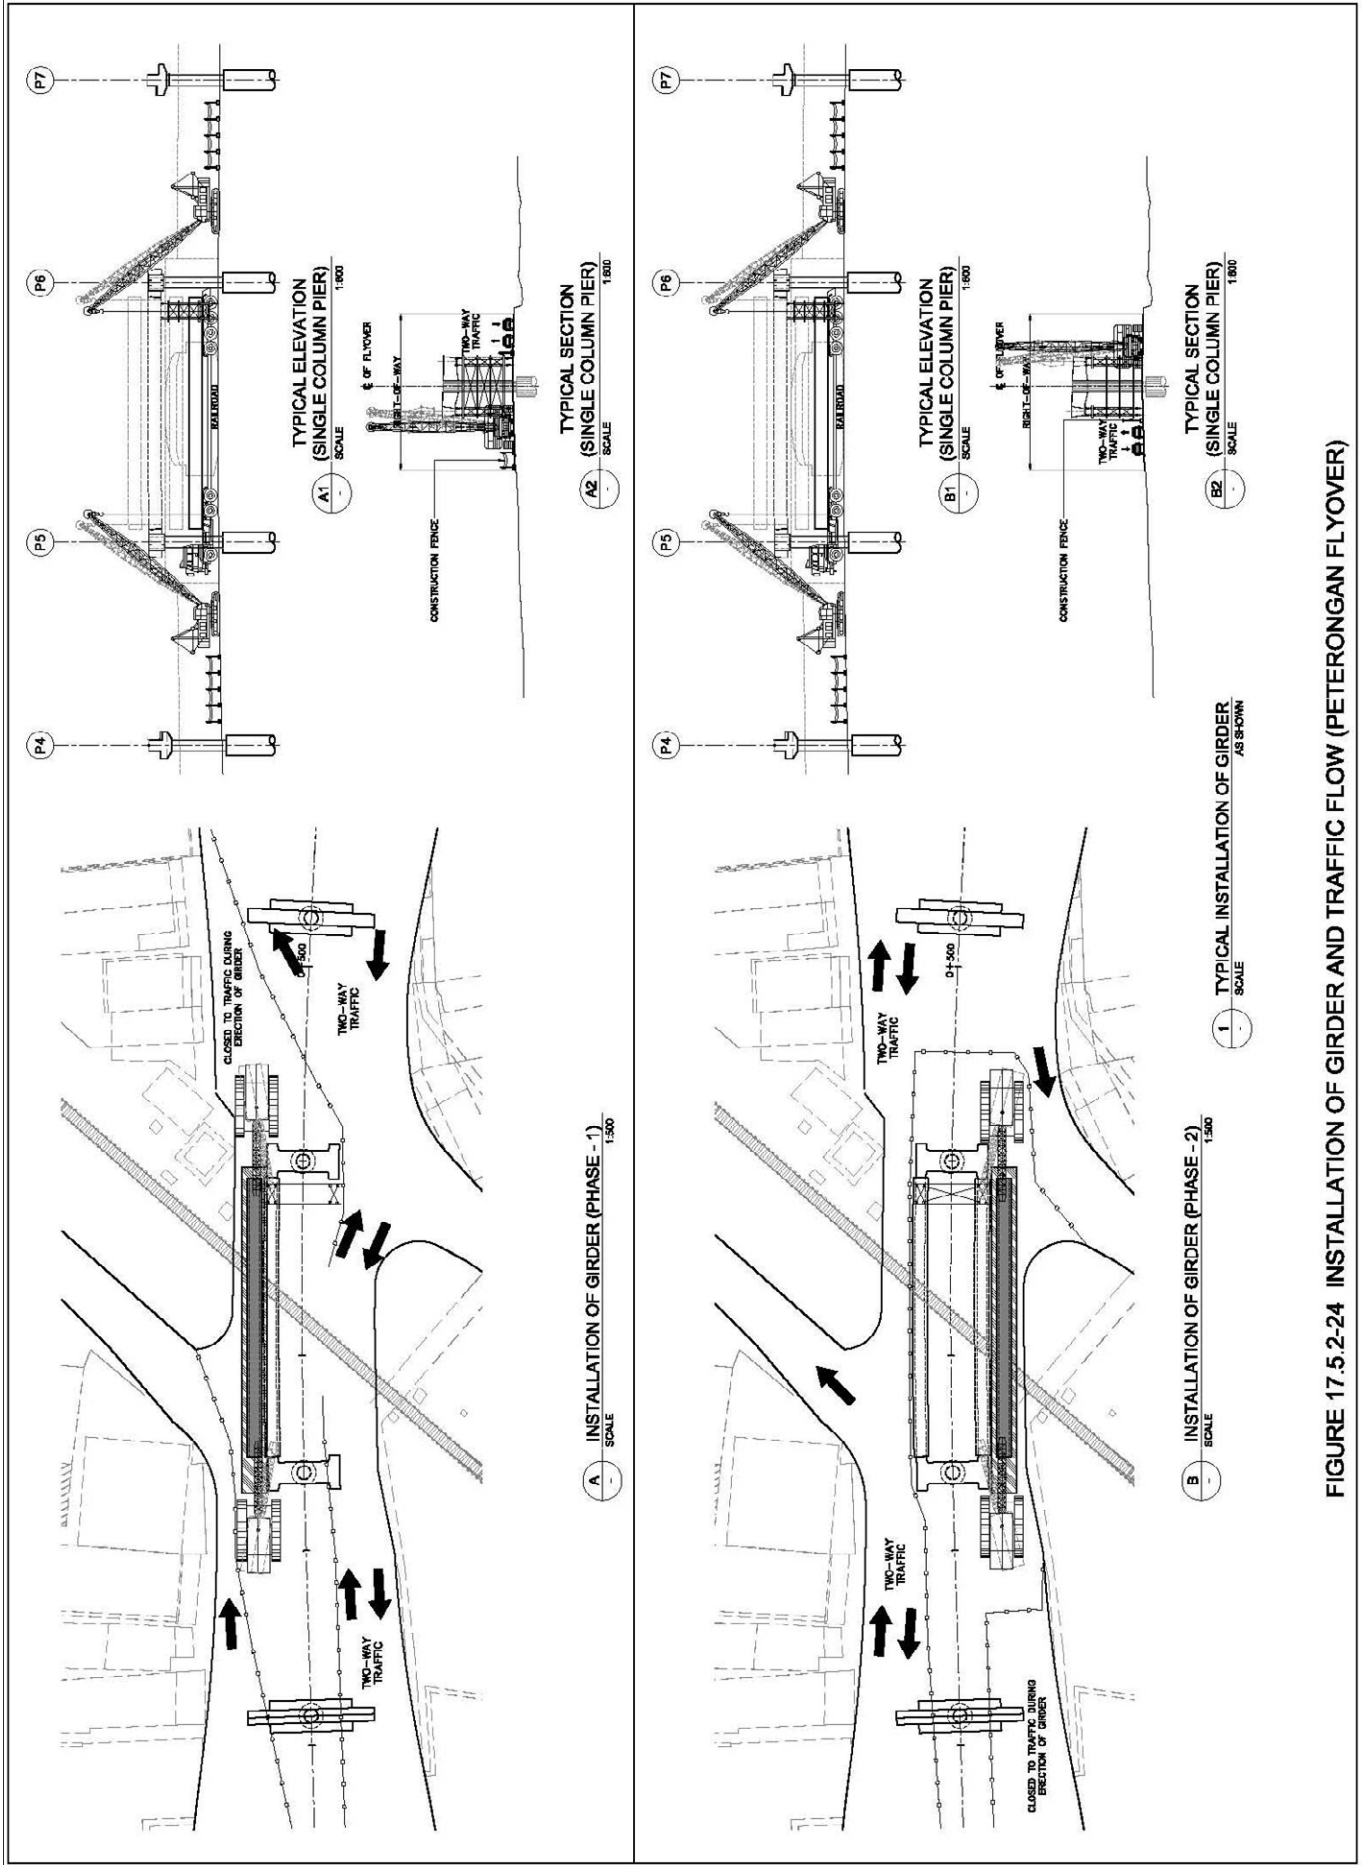 CLOSED TO TRAFFIC DURING
ERECTION OF GIRDER
0+500
TWO-WAY
TRAFFIC
TWO-WAY
TRAFFIC
A
-
INSTALLATION OF GIRDER (PHASE - 1)
SCALE
1:500
P4
P5
P6
P7
RAILROAD
A1
-
TYPICAL ELEVATION
(SINGLE COLUMN PIER)
SCALE
1:600
℄ OF FLYOVER
RIGHT-OF-WAY
TWO-WAY
TRAFFIC
CONSTRUCTION FENCE
A2
-
TYPICAL SECTION
(SINGLE COLUMN PIER)
SCALE
1:600
TWO-WAY
TRAFFIC
TWO-WAY
TRAFFIC
0+500
CLOSED TO TRAFFIC DURING
ERECTION OF GIRDER
B
-
INSTALLATION OF GIRDER (PHASE - 2)
SCALE
1:500
P4
P5
P6
P7
RAILROAD
B1
-
TYPICAL ELEVATION
(SINGLE COLUMN PIER)
SCALE
1:600
℄ OF FLYOVER
RIGHT-OF-WAY
TWO-WAY
TRAFFIC
CONSTRUCTION FENCE
B2
-
TYPICAL SECTION
(SINGLE COLUMN PIER)
SCALE
1:600
1
-
TYPICAL INSTALLATION OF GIRDER
SCALE
AS SHOWN
FIGURE 17.5.2-24 INSTALLATION OF GIRDER AND TRAFFIC FLOW (PETERONGAN FLYOVER)